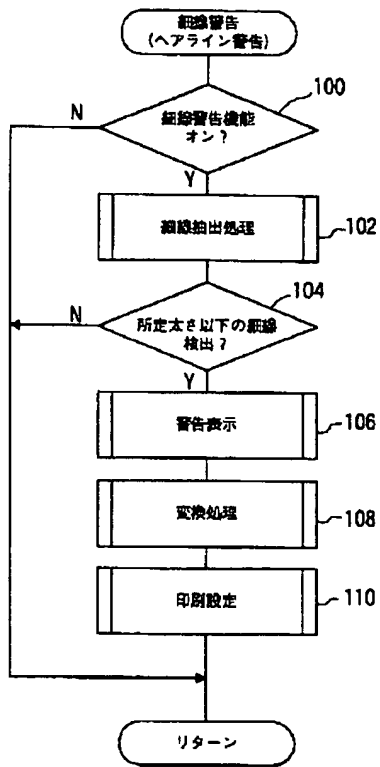 細線警告
(ヘアライン警告)
100
N
細線警告機能
オン?
Y
細線抽出処理
102
104
N
所定太さ以下の細線
検出?
Y
警告表示
106
変換処理
108
印刷設定
110
リターン